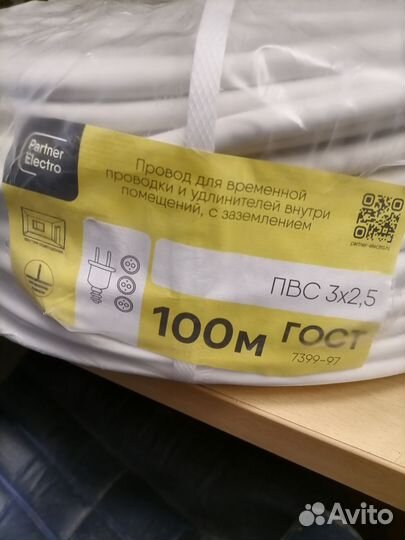 Partner
Electro
Провод для временной
проводки и удлинителей внутри
помещений, с заземлением
partner-electro.ru
ПВС 3х2,5
100м ГОСТ
7399-97
Avito